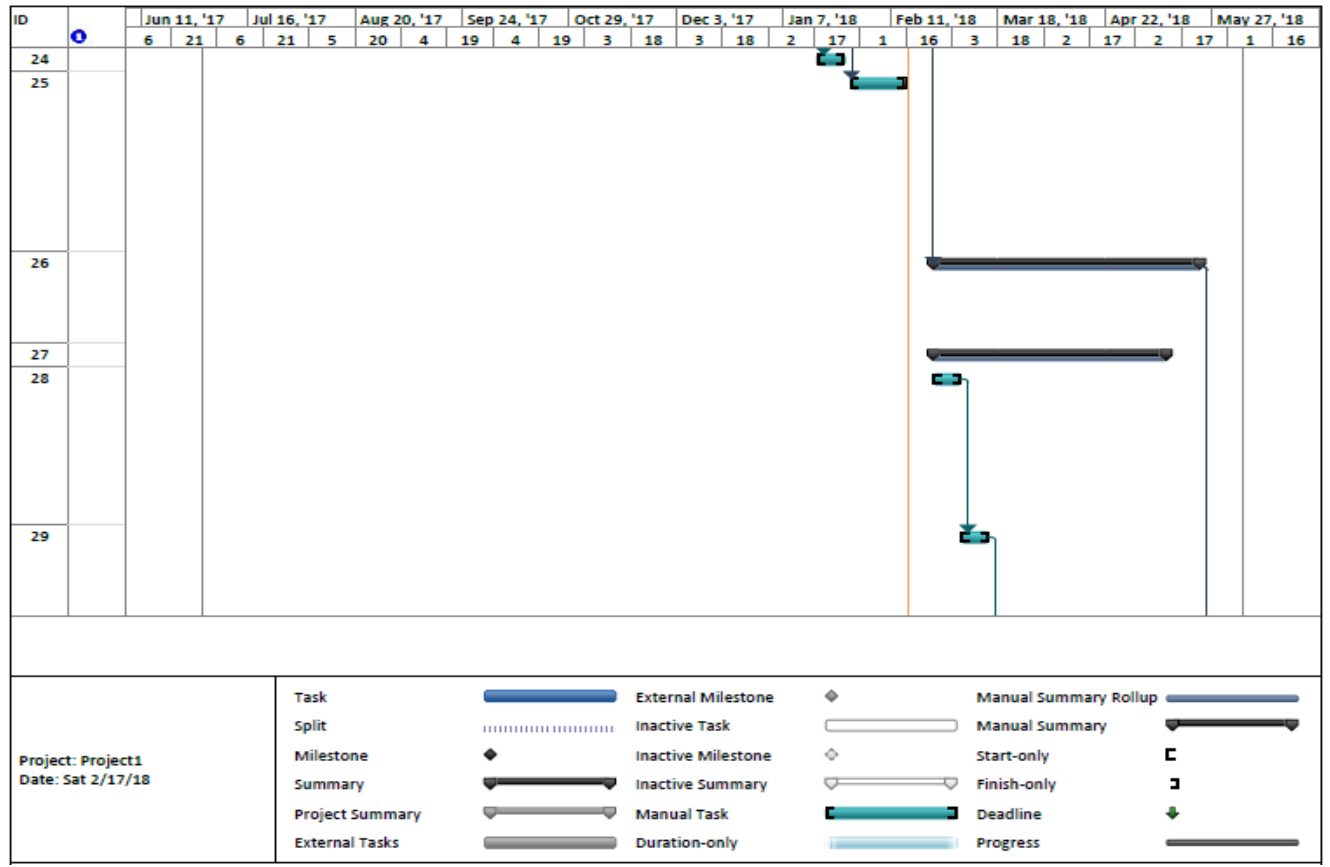 ID Jun 11, '17 Jul 16, '17 Aug 20, '17 Sep 24, '17 Oct 29, '17 Dec 3, '17 Jan 7, '18 Feb 11, '18 Mar 18, '18 Apr 22, '18 May 27, '18
6 21 6 21 5 20 4 19 4 19 3 18 3 18 2 17 1 16 3 18 2 17 2 17 1 16
24
25
26
27
28
29
Project: Project1
Date: Sat 2/17/18
Task External Milestone Manual Summary Rollup
Split Inactive Task Manual Summary
Milestone Inactive Milestone Start-only
Summary Inactive Summary Finish-only
Project Summary Manual Task Deadline
External Tasks Duration-only Progress